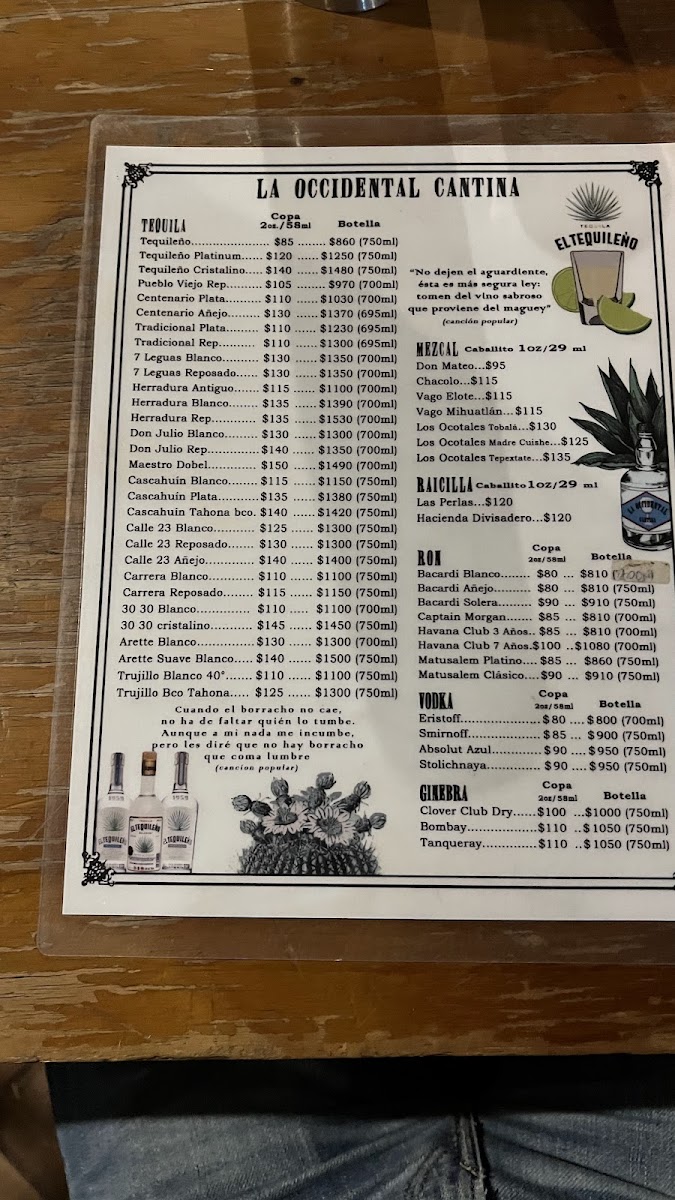 LA OCCIDENTAL CANTINA
TEQUILA Copa 2oz./58ml Botella
Tequileño...................... $85 ........ $860 (750ml)
Tequileño Platinum...... $120 ...... $1250 (750ml)
Tequileño Cristalino..... $140 ...... $1480 (750ml)
Pueblo Viejo Rep.......... $105 ........ $970 (700ml)
Centenario Plata.......... $110 ...... $1030 (700ml)
Centenario Añejo.......... $130 ...... $1370 (695ml)
Tradicional Plata.......... $110 ...... $1230 (695ml)
Tradicional Rep.......... $110 ...... $1300 (695ml)
7 Leguas Blanco.......... $130 ...... $1350 (700ml)
7 Leguas Reposado...... $130 ...... $1350 (700ml)
Herradura Antiguo....... $115 ...... $1100 (700ml)
Herradura Blanco........ $135 ...... $1390 (700ml)
Herradura Rep............. $135 ...... $1530 (700ml)
Don Julio Blanco.......... $130 ...... $1300 (700ml)
Don Julio Rep.............. $140 ...... $1350 (700ml)
Maestro Dobel............. $150 ...... $1490 (700ml)
Cascahuín Blanco........ $115 ...... $1150 (750ml)
Cascahuín Plata........... $135 ...... $1380 (750ml)
Cascahuín Tahona bco. $140 ...... $1420 (750ml)
Calle 23 Blanco............ $125 ...... $1300 (750ml)
Calle 23 Reposado....... $130 ...... $1300 (750ml)
Calle 23 Añejo............. $140 ...... $1400 (750ml)
Carrera Blanco............ $110 ...... $1100 (750ml)
Carrera Reposado........ $115 ...... $1150 (750ml)
30 30 Blanco............... $110 ..... $1100 (700ml)
30 30 cristalino........... $145 ...... $1450 (750ml)
Arette Blanco............... $130 ...... $1300 (700ml)
Arette Suave Blanco..... $140 ...... $1500 (750ml)
Trujillo Blanco 40°....... $110 ...... $1100 (750ml)
Trujillo Bco Tahona..... $125 ...... $1300 (750ml)
Cuando el borracho no cae,
no ha de faltar quién lo tumbe.
Aunque a mi nada me incumbe,
pero les diré que no hay borracho
que coma lumbre
(cancion popular)
1959
1959
ELTEQUILEÑO
ELTEQUILEÑO
ELTEQUILEÑO
TEQUILA
ELTEQUILEÑO
"No dejen el aguardiente,
ésta es más segura ley:
tomen del vino sabroso
que proviene del maguey"
(canción popular)
MEZCAL Caballito 1oz/29 ml
Don Mateo...$95
Chacolo...$115
Vago Elote...$115
Vago Mihuatlán...$115
Los Ocotales Tobalá...$130
Los Ocotales Madre Cuishe...$125
Los Ocotales Tepextate...$135
RAICILLA Caballito 1oz/29 ml
Las Perlas...$120
Hacienda Divisadero...$120
LA OCCIDENTAL
CANTINA
RON Copa 2oz/58ml Botella
Bacardi Blanco........ $80 ... $810
Bacardi Añejo.......... $80 ... $810 (750ml)
Bacardi Solera......... $90 ... $910 (750ml)
Captain Morgan....... $85 ... $810 (700ml)
Havana Club 3 Años.. $85 ... $810 (700ml)
Havana Club 7 Años.$100 ..$1080 (700ml)
Matusalem Platino.... $85 ... $860 (750ml)
Matusalem Clásico....$90 ... $910 (750ml)
VODKA Copa 2oz/58ml Botella
Eristoff.....................$80 ....$800 (700ml)
Smirnoff...................$85 ... $900 (750ml)
Absolut Azul.............$90 ....$950 (750ml)
Stolichnaya..............$90 ....$950 (750ml)
GINEBRA Copa 2oz/58ml Botella
Clover Club Dry......$100 ...$1000 (750ml)
Bombay..................$110 ..$1050 (750ml)
Tanqueray..............$110 ..$1050 (750ml)